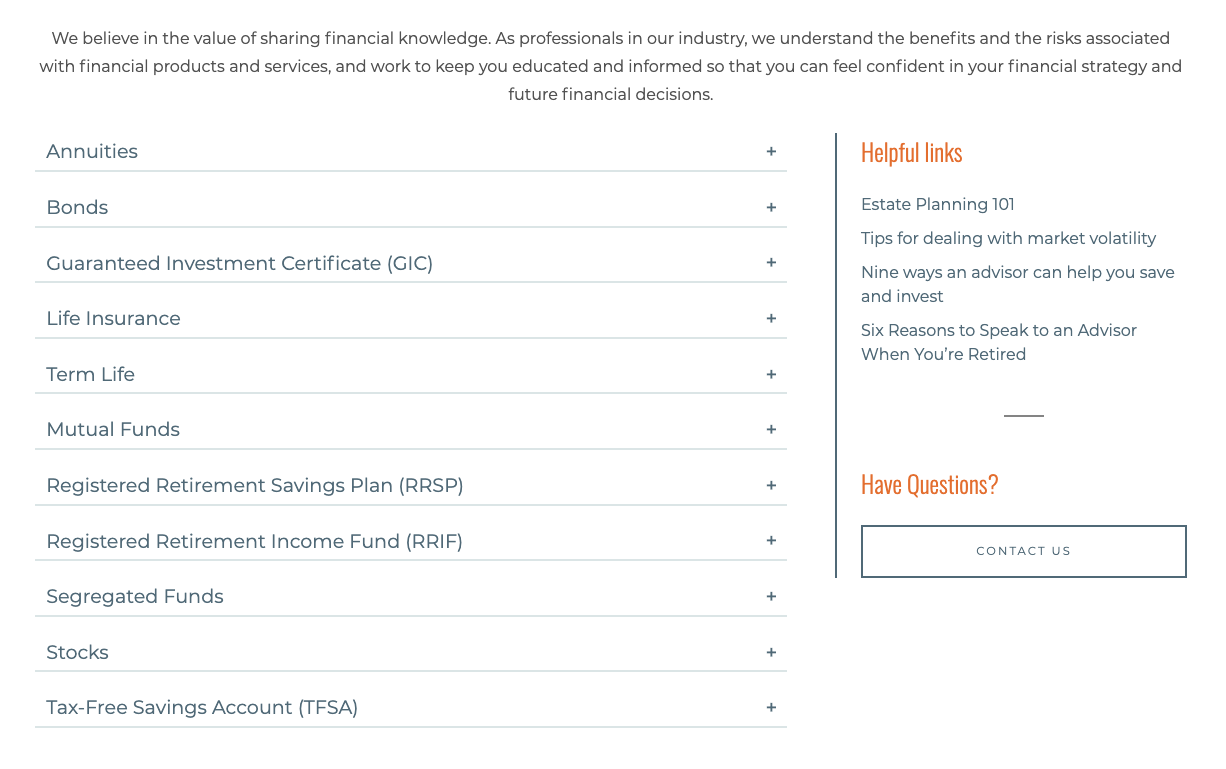 We believe in the value of sharing financial knowledge. As professionals in our industry, we understand the benefits and the risks associated
with financial products and services, and work to keep you educated and informed so that you can feel confident in your financial strategy and
future financial decisions.
Annuities +
Bonds +
Guaranteed Investment Certificate (GIC) +
Life Insurance +
Term Life +
Mutual Funds +
Registered Retirement Savings Plan (RRSP) +
Registered Retirement Income Fund (RRIF) +
Segregated Funds +
Stocks +
Tax-Free Savings Account (TFSA) +
Helpful links
Estate Planning 101
Tips for dealing with market volatility
Nine ways an advisor can help you save
and invest
Six Reasons to Speak to an Advisor
When You’re Retired
Have Questions?
CONTACT US